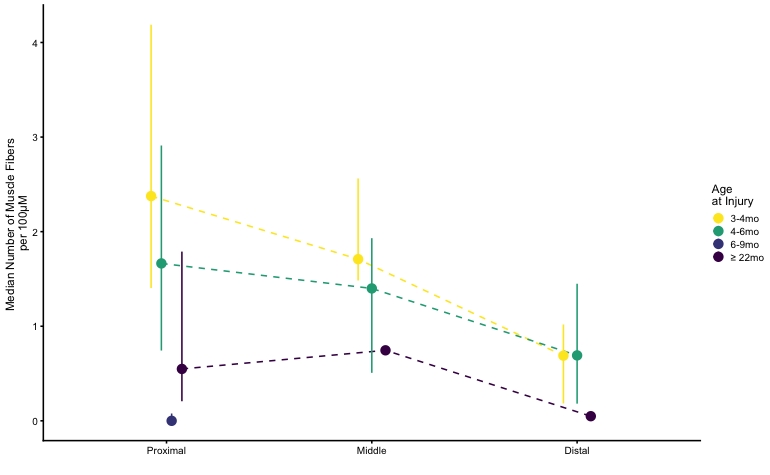 Median Number of Muscle Fibers
per 100µM
4
3
2
1
0
Proximal
Middle
Distal
Age
at Injury
3-4mo
4-6mo
6-9mo
≥ 22mo